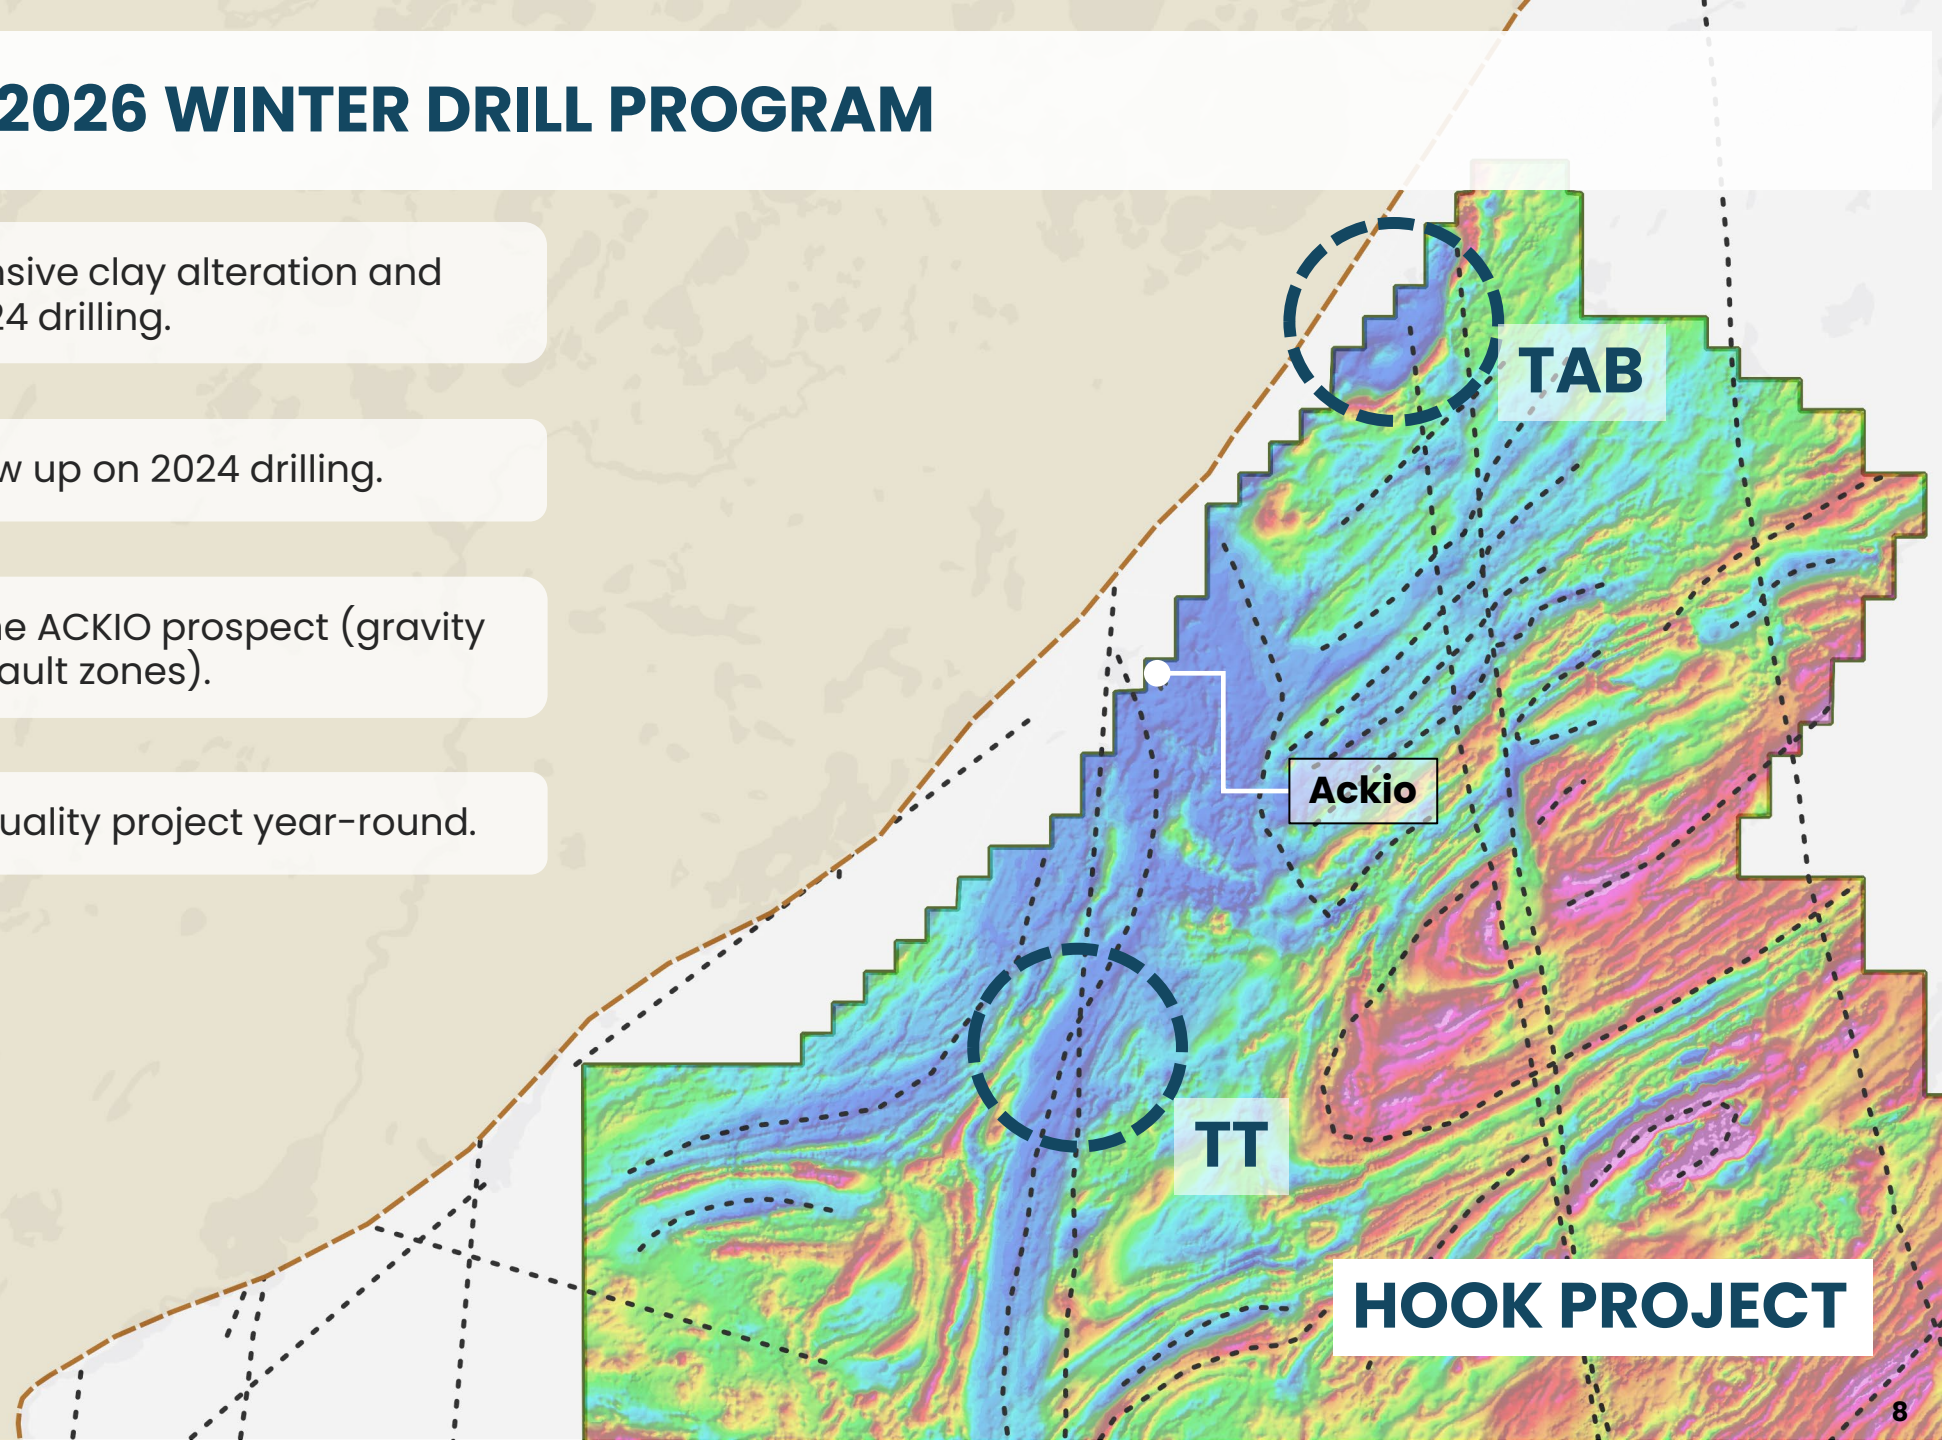 2026 WINTER DRILL PROGRAM
nsive clay alteration and
24 drilling.
w up on 2024 drilling.
ne ACKIO prospect (gravity
ault zones).
uality project year-round.
TAB
Ackio
TT
HOOK PROJECT
8